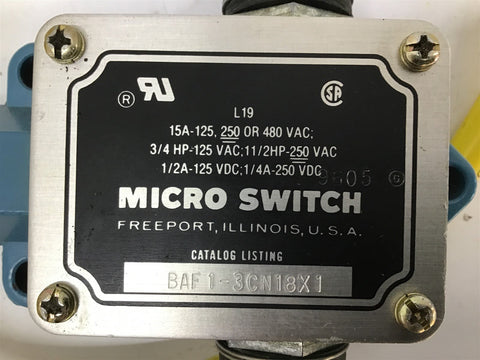 L19
15A-125, 250 OR 480 VAC;
3/4 HP-125 VAC; 11/2HP-250 VAC
1/2A-125 VDC; 1/4A-250 VDC
9605 G
MICRO SWITCH
FREEPORT, ILLINOIS, U.S.A.
CATALOG LISTING
BAF1-3CN18X1